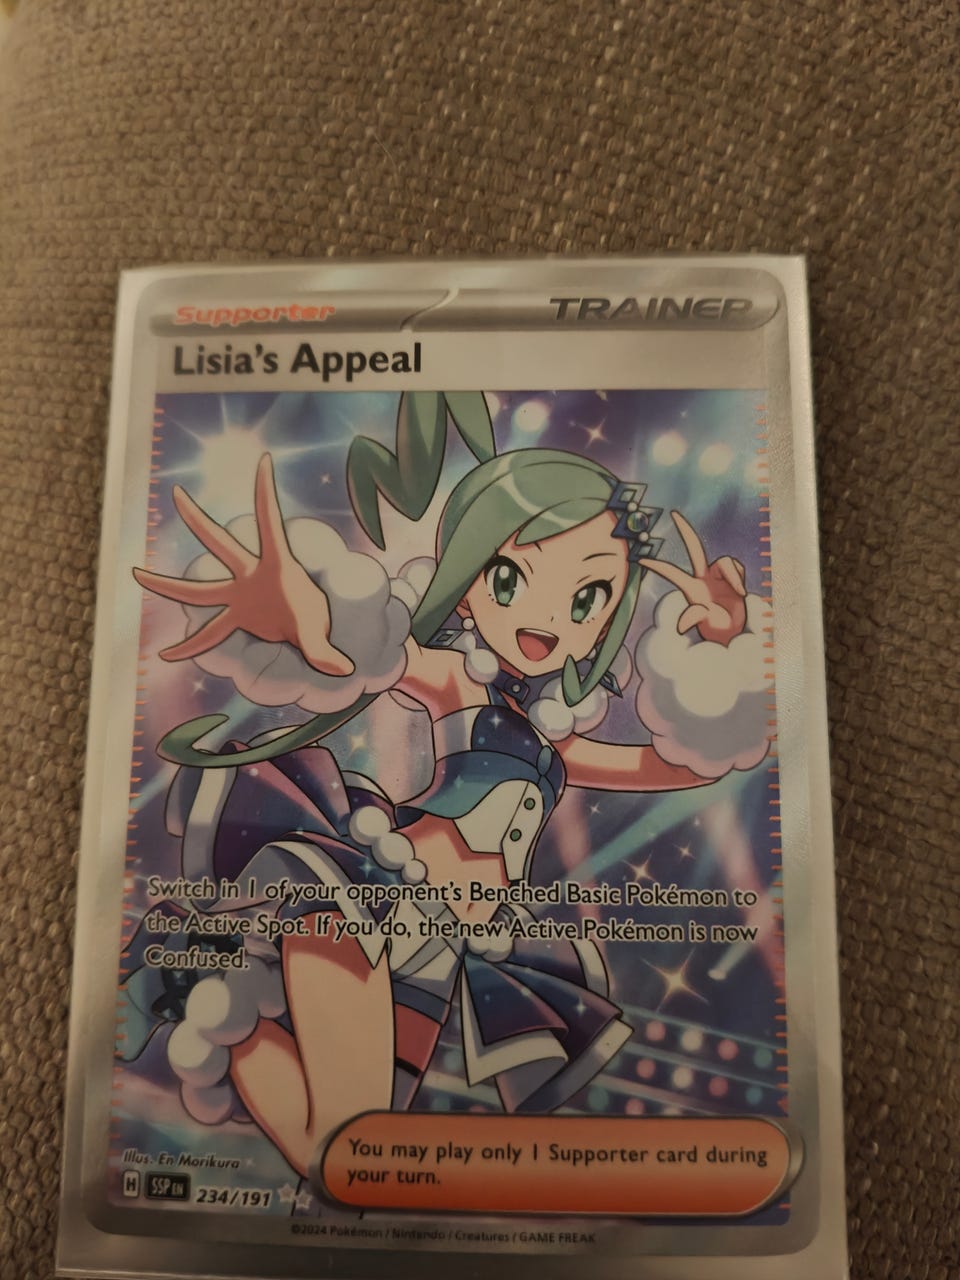 Supporter
TRAINER
Lisia's Appeal
Switch in 1 of your opponent's Benched Basic Pokémon to
the Active Spot. If you do, the new Active Pokémon is now
Confused.
You may play only 1 Supporter card during
your turn.
Illus. En Morikura
H SSP EN 234/191
©2024 Pokémon / Nintendo / Creatures / GAME FREAK